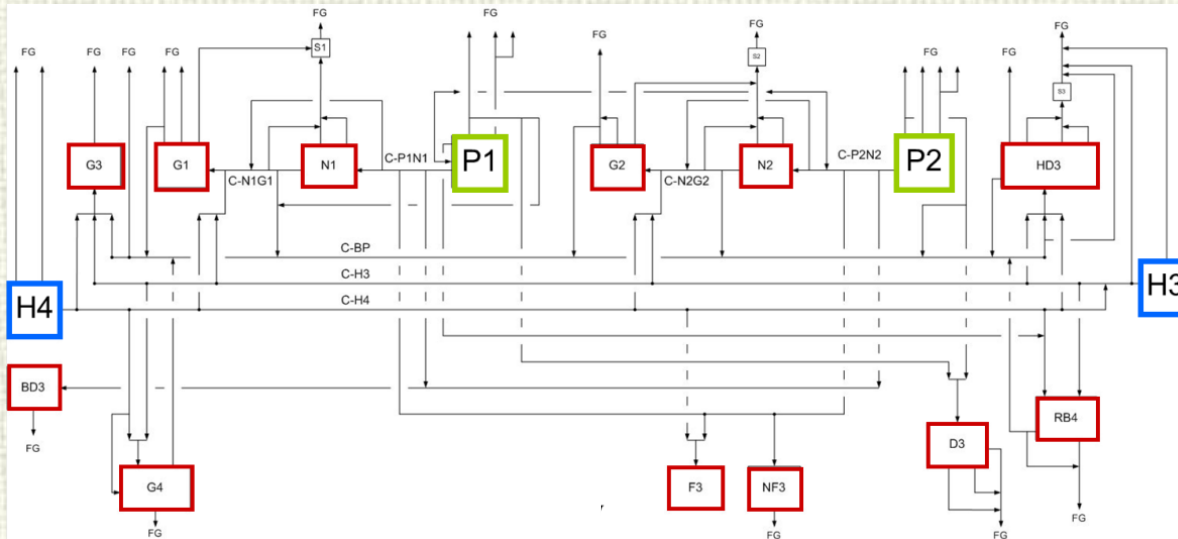 FG
FG
FG
FG
FG
FG
FG
FG
FG
FG
FG
S1
S2
S3
G3
G1
N1
C-P1N1
P1
G2
N2
C-P2N2
P2
HD3
C-N1G1
C-N2G2
C-BP
C-H3
H4
C-H4
H3
BD3
FG
RB4
D3
G4
F3
NF3
FG
FG
FG
FG